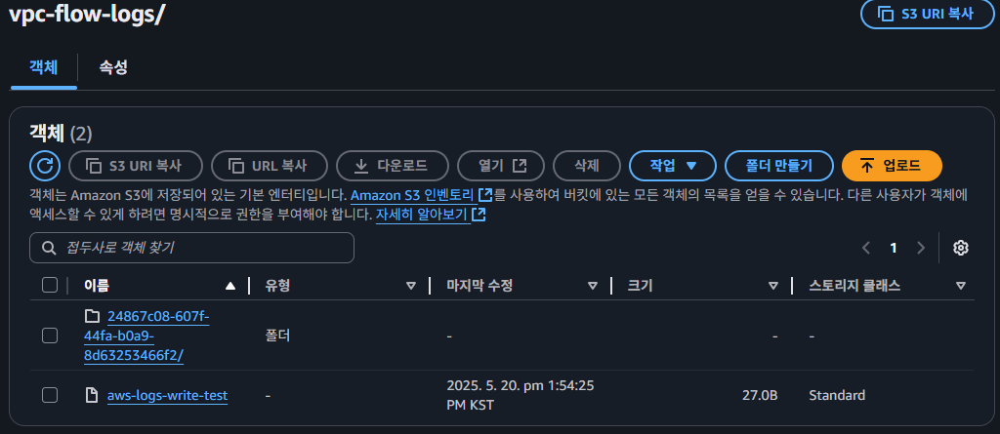 vpc-flow-logs/
S3 URI 복사
객체
속성
객체 (2)
S3 URI 복사
URL 복사
다운로드
열기
삭제
작업
폴더 만들기
업로드
객체는 Amazon S3에 저장되어 있는 기본 엔터티입니다. Amazon S3 인벤토리를 사용하여 버킷에 있는 모든 객체의 목록을 얻을 수 있습니다. 다른 사용자가 객체에
액세스할 수 있게 하려면 명시적으로 권한을 부여해야 합니다. 자세히 알아보기
접두사로 객체 찾기
1
이름
유형
마지막 수정
크기
스토리지 클래스
24867c08-607f-
44fa-b0a9-
8d63253466f2/
폴더
-
-
-
aws-logs-write-test
-
2025. 5. 20. pm 1:54:25
PM KST
27.0B
Standard